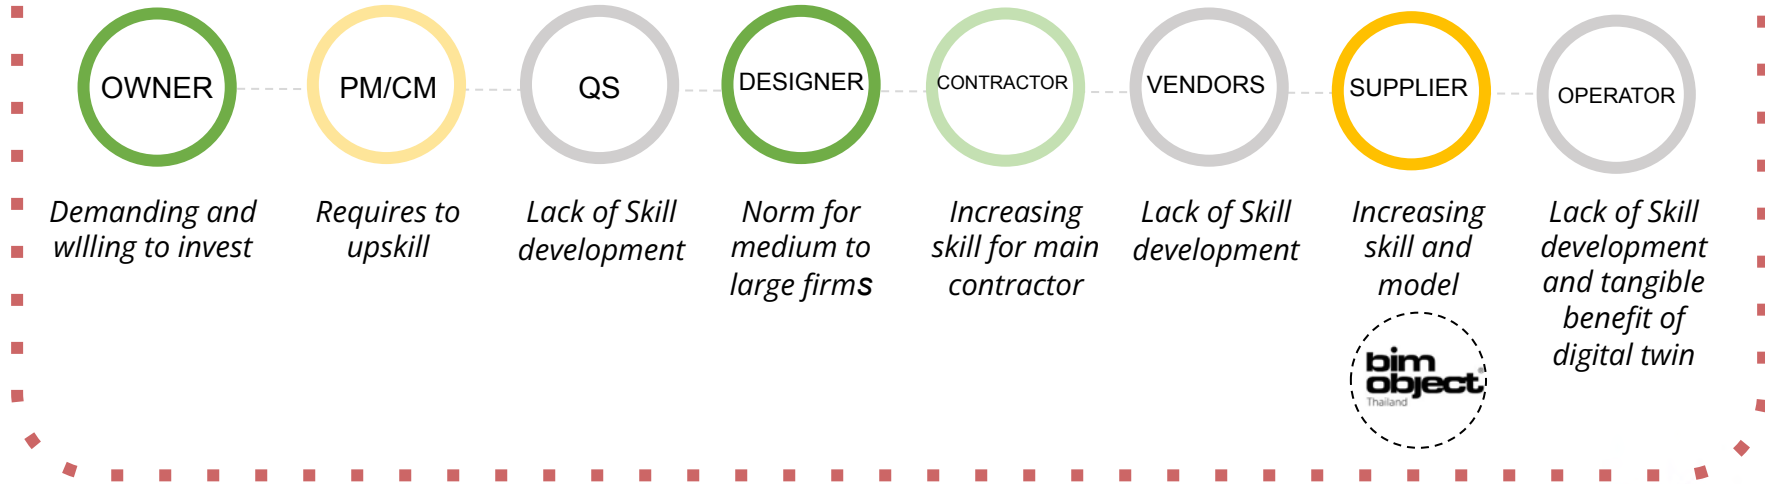 OWNER
PM/CM
QS
DESIGNER
CONTRACTOR
VENDORS
SUPPLIER
OPERATOR
Demanding and
wIlling to invest
Requires to
upskill
Lack of Skill
development
Norm for
medium to
large firms
Increasing
skill for main
contractor
Lack of Skill
development
Increasing
skill and
model
bim
object®
Thailand
Lack of Skill
development
and tangible
benefit of
digital twin